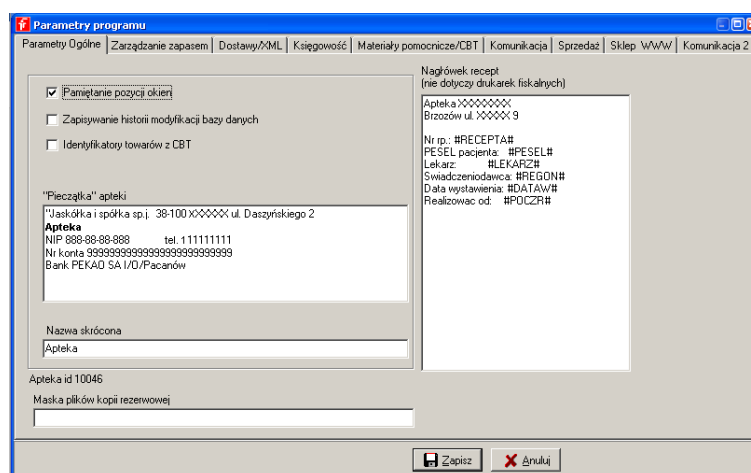 Parametry programu
Parametry Ogólne Zarządzanie zapasem Dostawy/XML Księgowość Materiały pomocnicze/CBT Komunikacja Sprzedaż Sklep WWW Komunikacja 2
Pamiętanie pozycji okien
Zapisywanie historii modyfikacji bazy danych
Identyfikatory towarów z CBT
"Pieczątka" apteki
"Jaskółka i spółka sp.j. 38-100 XXXXXX ul. Daszyńskiego 2
Apteka
NIP 888-88-88-888 tel. 111111111
Nr konta 99999999999999999999999999
Bank PEKAO SA I/O/Pacanów
Nazwa skrócona
Apteka
Apteka id 10046
Maska plików kopii rezerwowej
Nagłówek recept
(nie dotyczy drukarek fiskalnych)
Apteka XXXXXXXX
Brzozów ul. XXXXX 9
Nr rp.: #RECEPTA#
PESEL pacjenta: #PESEL#
Lekarz: #LEKARZ#
Swiadczeniodawca: #REGON#
Data wystawienia: #DATAW#
Realizowac od: #POCZR#
Zapisz
Anuluj